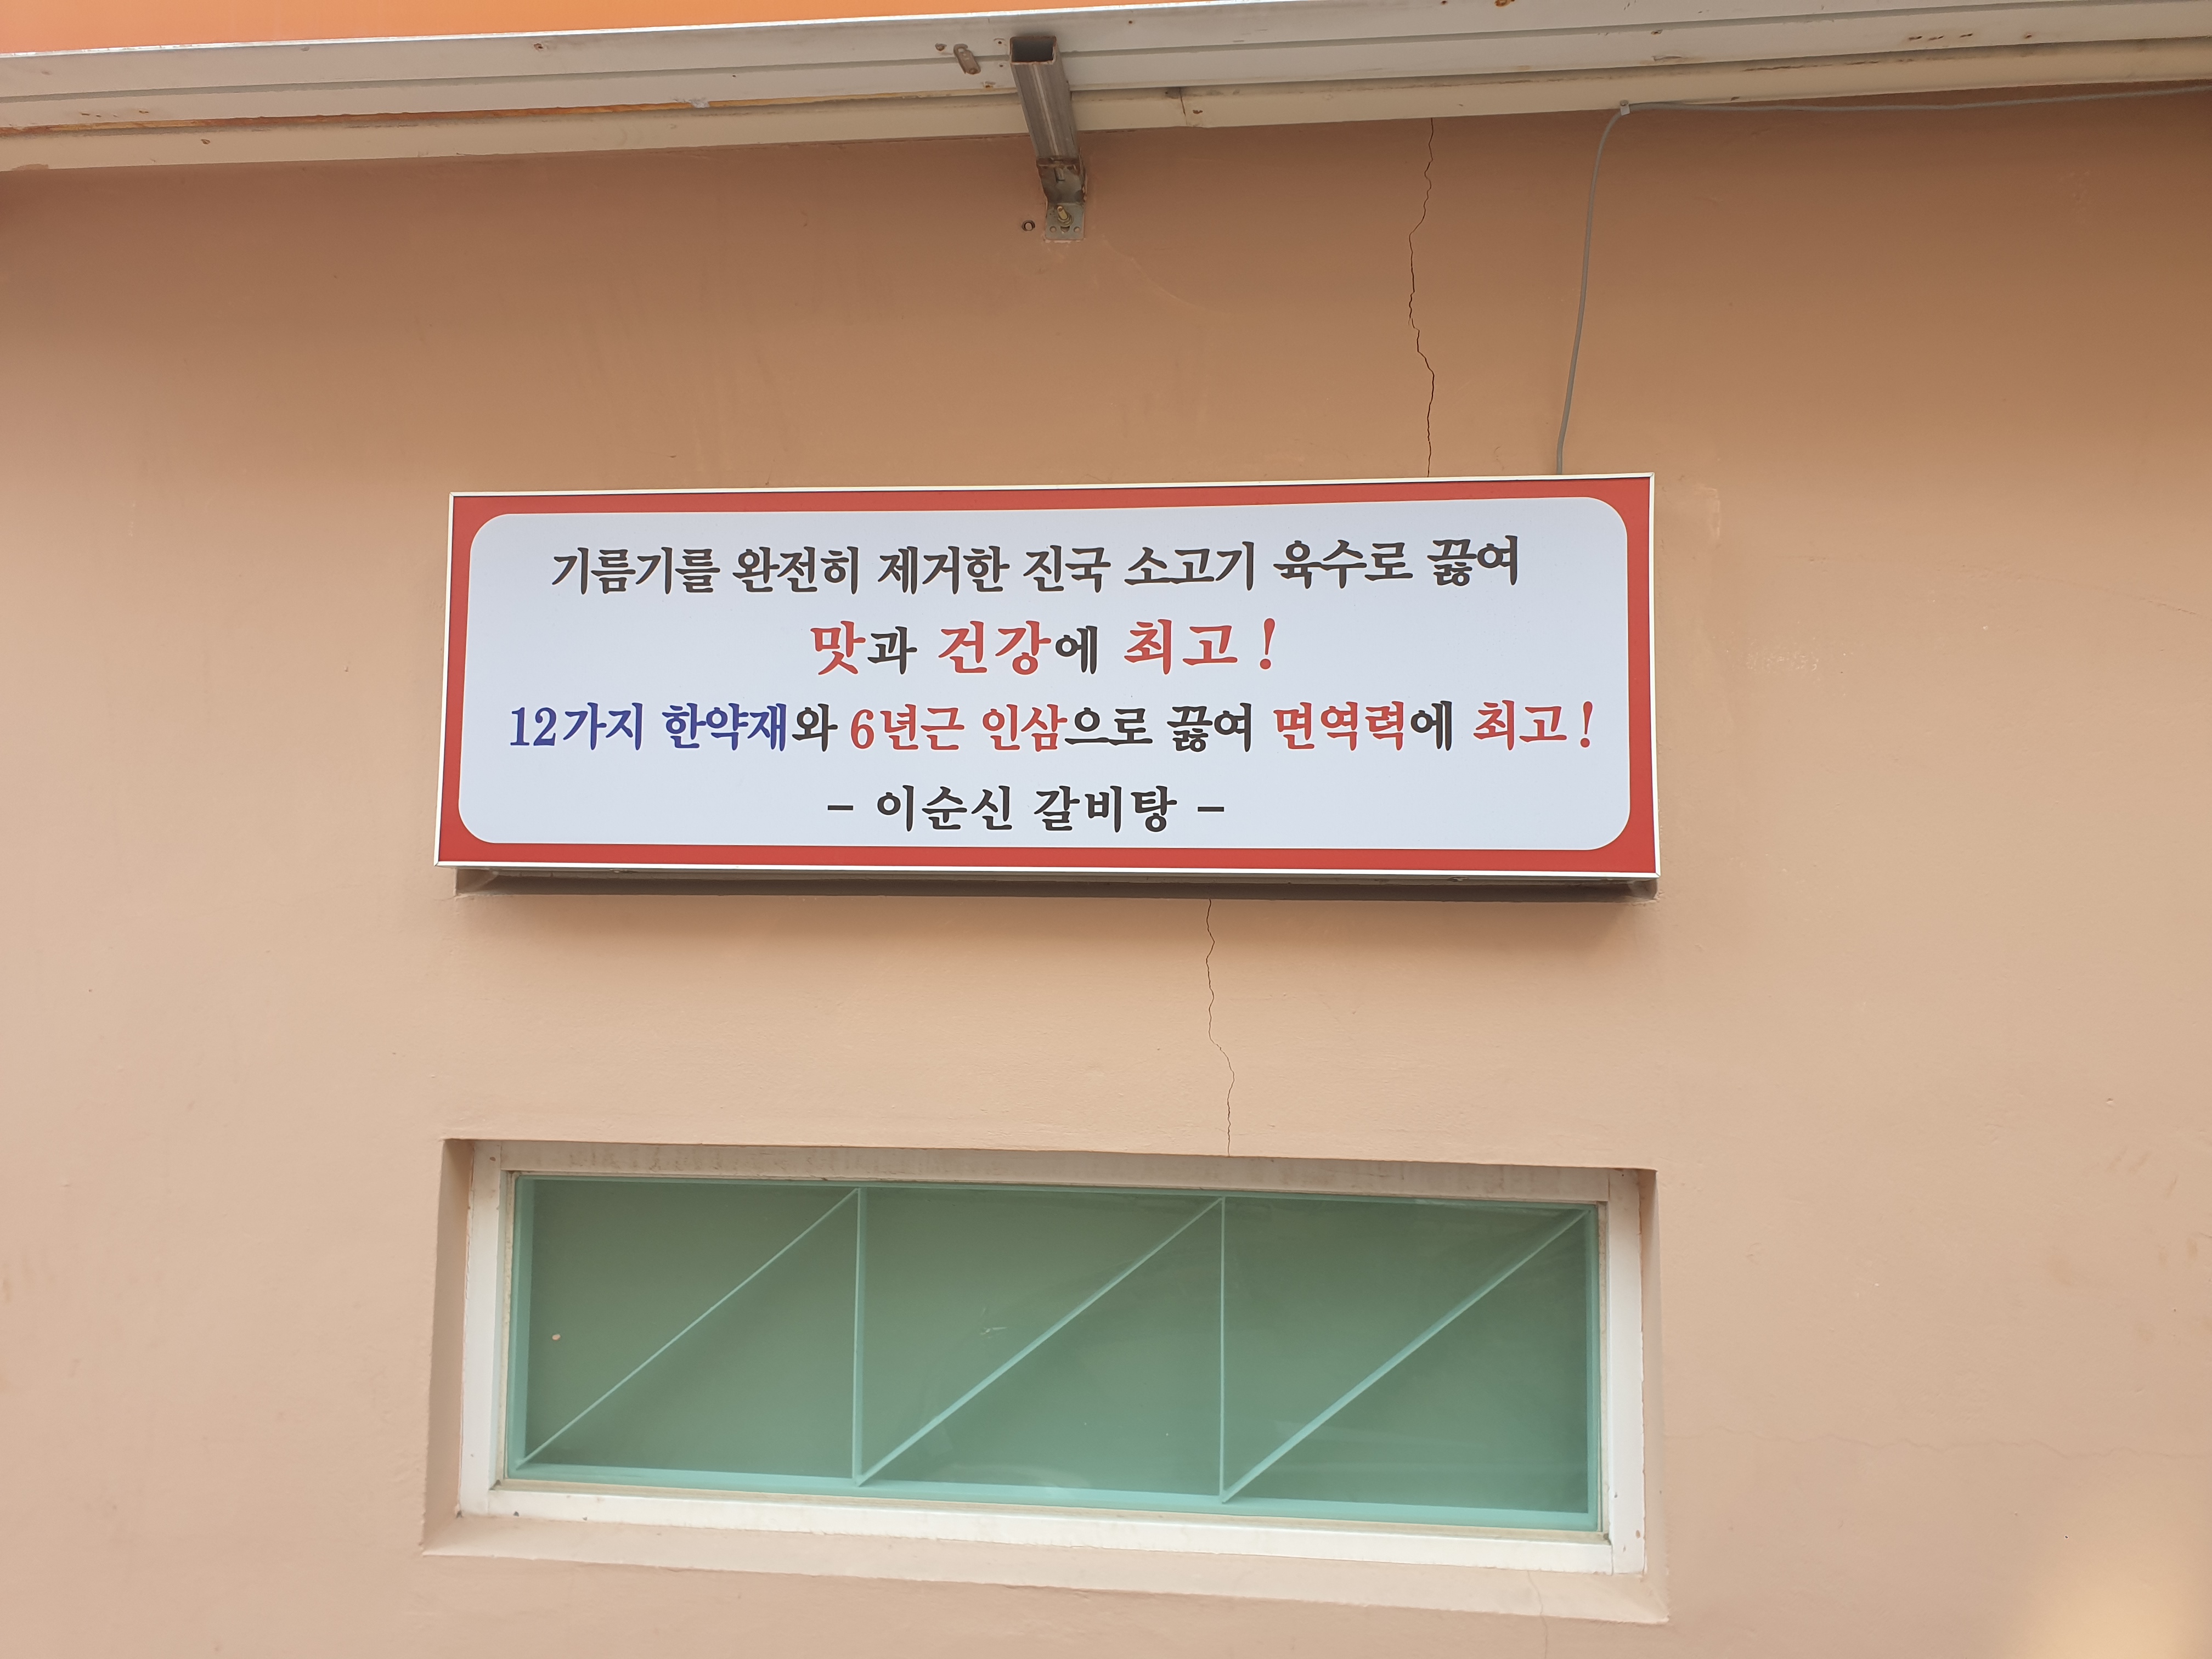 기름기를 완전히 제거한 진국 소고기 육수로 끓여
맛과 건강에 최고!
12가지 한약재와 6년근 인삼으로 끓여 면역력에 최고!
- 이순신 갈비탕 -